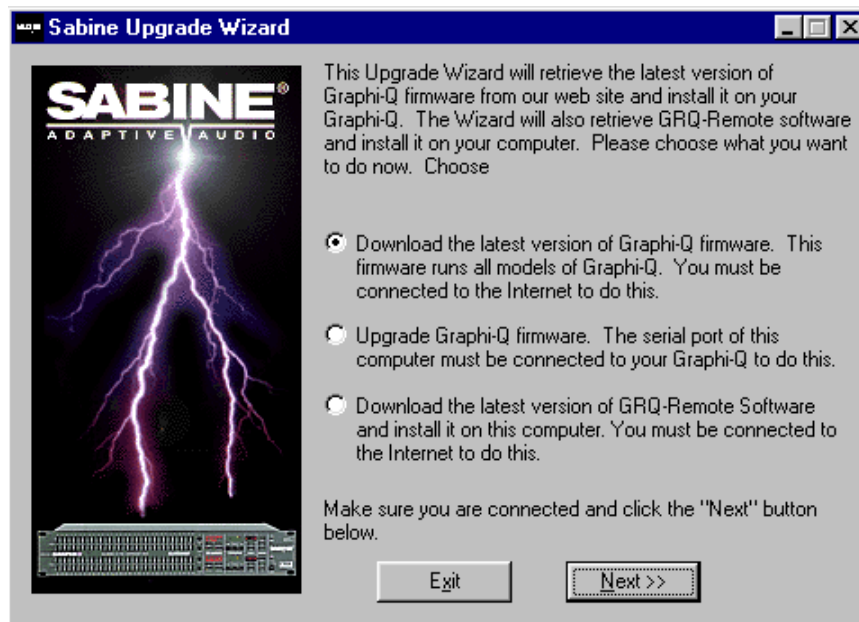 Sabine Upgrade Wizard
SABINE®
ADAPTIVE AUDIO
This Upgrade Wizard will retrieve the latest version of
Graphi-Q firmware from our web site and install it on your
Graphi-Q.  The Wizard will also retrieve GRQ-Remote software
and install it on your computer.  Please choose what you want
to do now.  Choose
Download the latest version of Graphi-Q firmware.  This
firmware runs all models of Graphi-Q.  You must be
connected to the Internet to do this.
Upgrade Graphi-Q firmware.  The serial port of this
computer must be connected to your Graphi-Q to do this.
Download the latest version of GRQ-Remote Software
and install it on this computer. You must be connected to
the Internet to do this.
Make sure you are connected and click the "Next" button
below.
Exit
Next >>